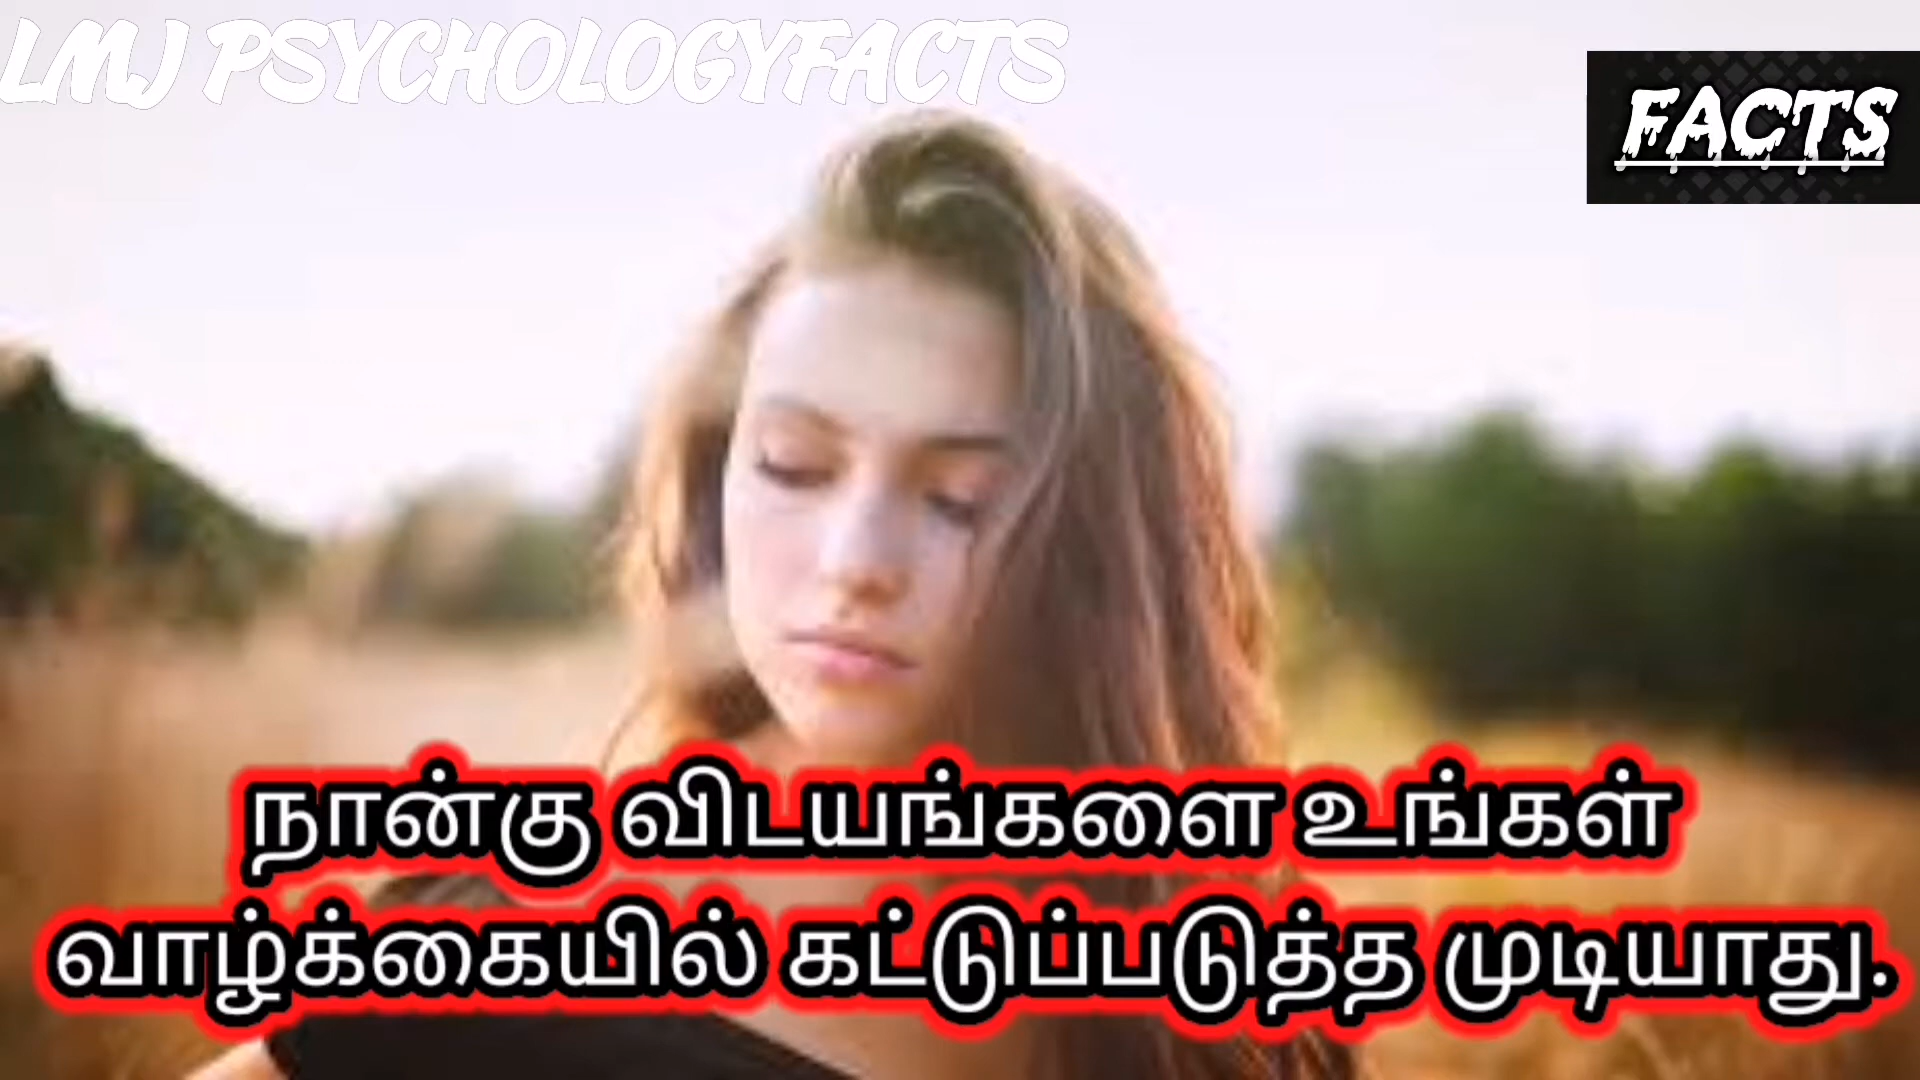 LMJ PSYCHOLOGYFACTS
FACTS
நான்கு விடயங்களை உங்கள்
வாழ்க்கையில் கட்டுப்படுத்த முடியாது.